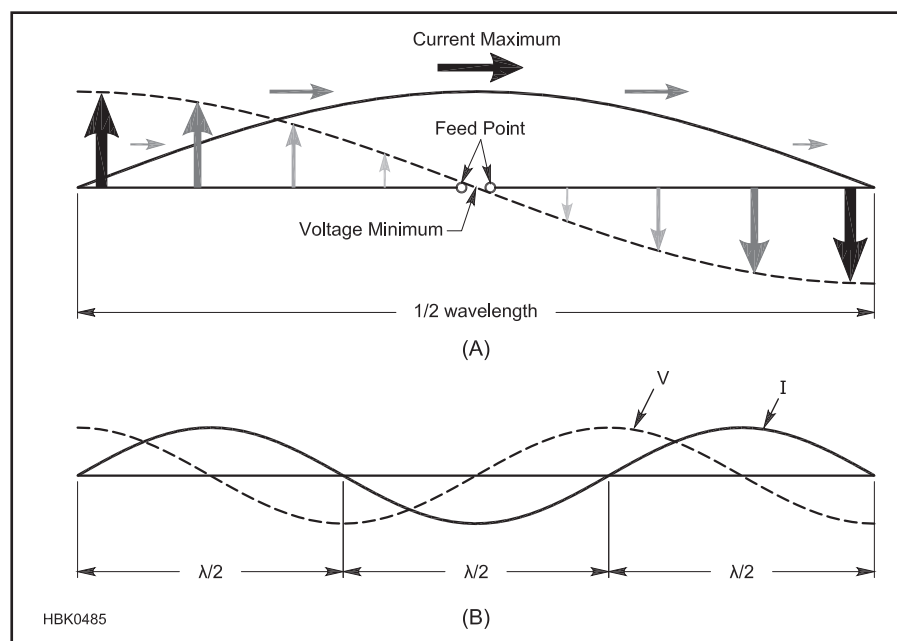 Current Maximum
Feed Point
Voltage Minimum
1/2 wavelength
(A)
V
I
λ/2 λ/2 λ/2
HBK0485
(B)